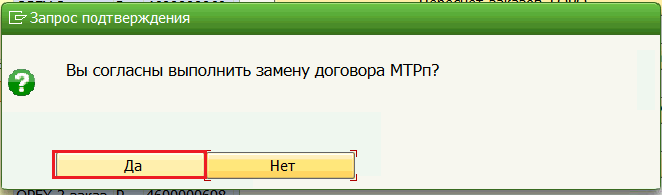 Запрос подтверждения
Вы согласны выполнить замену договора МТРп?
Да
Нет